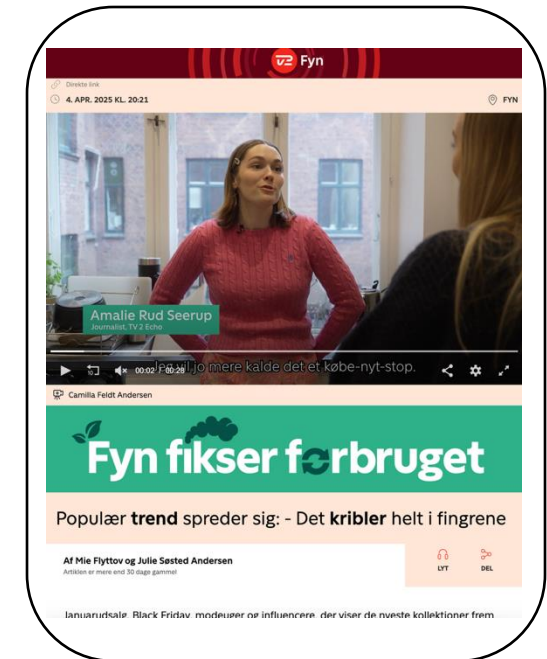 TV2 Fyn
Direkte link
4. APR. 2025 KL. 20:21
FYN
Amalie Rud Seerup
Journalist, TV 2 Echo
Jeg vil jo mere kalde det et købe-nyt-stop.
10
00:02 / 00:28
Camilla Feldt Andersen
Fyn fikser forbruget
Populær trend spreder sig: - Det kribler helt i fingrene
Af Mie Flyttov og Julie Søsted Andersen
Artiklen er mere end 30 dage gammel
LYT
DEL
Januarudsalg, Black Friday, modeuger og influencere, der viser de nyeste kollektioner frem